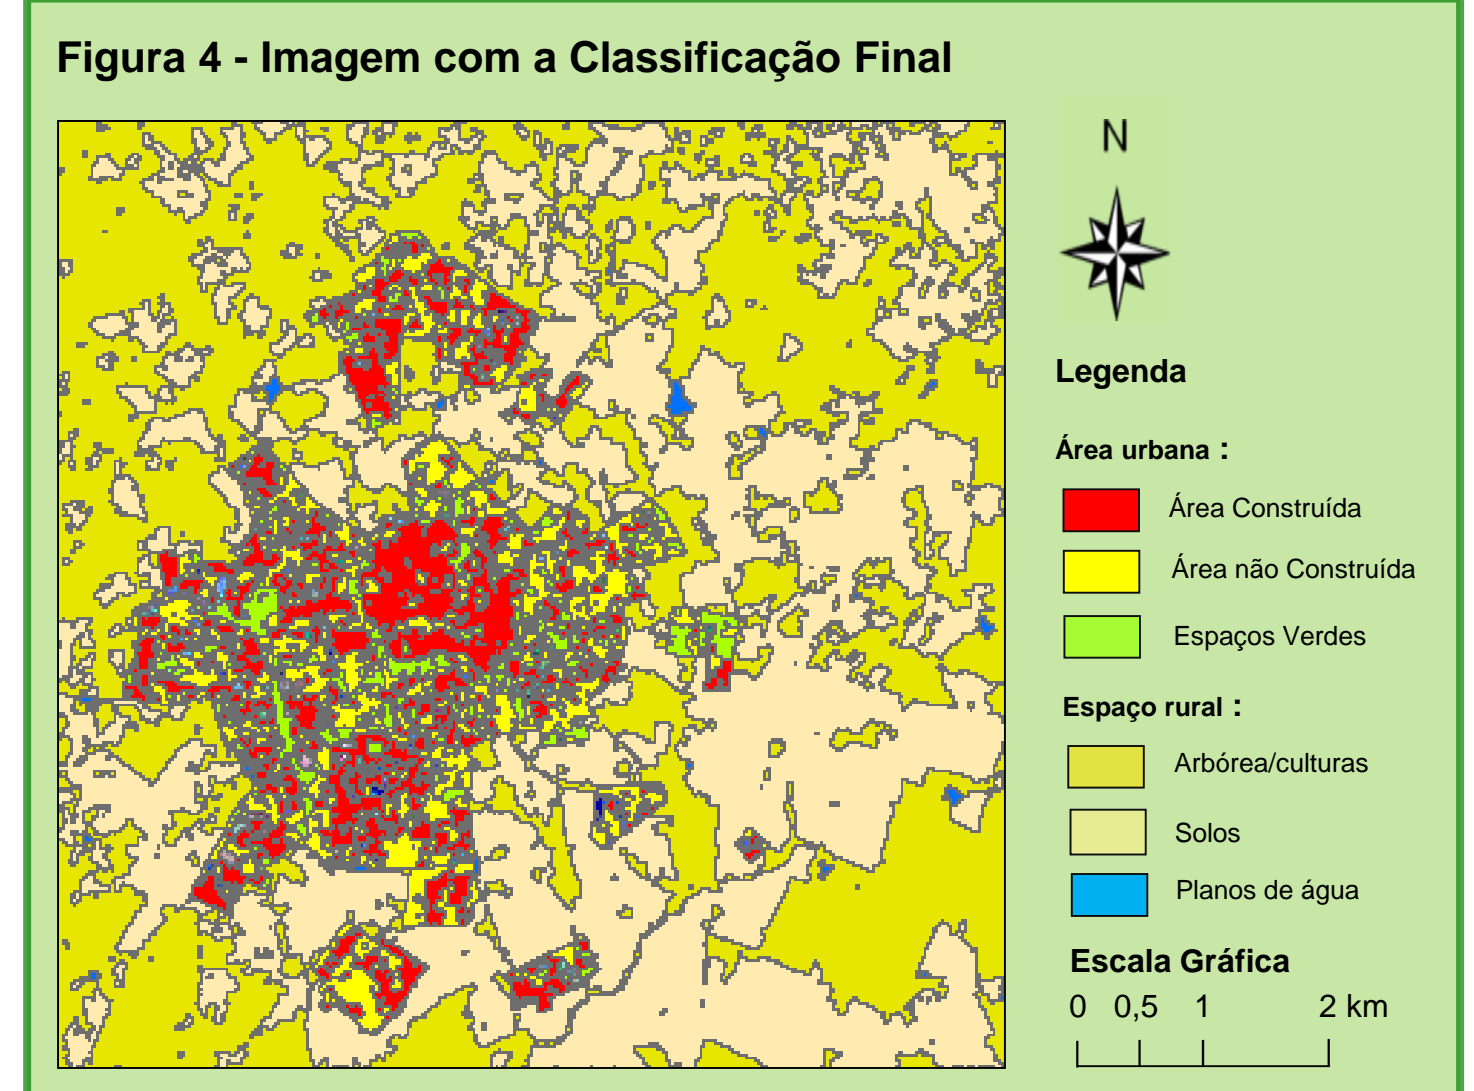 Figura 4 - Imagem com a Classificação Final
N
Legenda
Área urbana :
Área Construída
Área não Construída
Espaços Verdes
Espaço rural :
Arbórea/culturas
Solos
Planos de água
Escala Gráfica
0 0,5 1 2 km